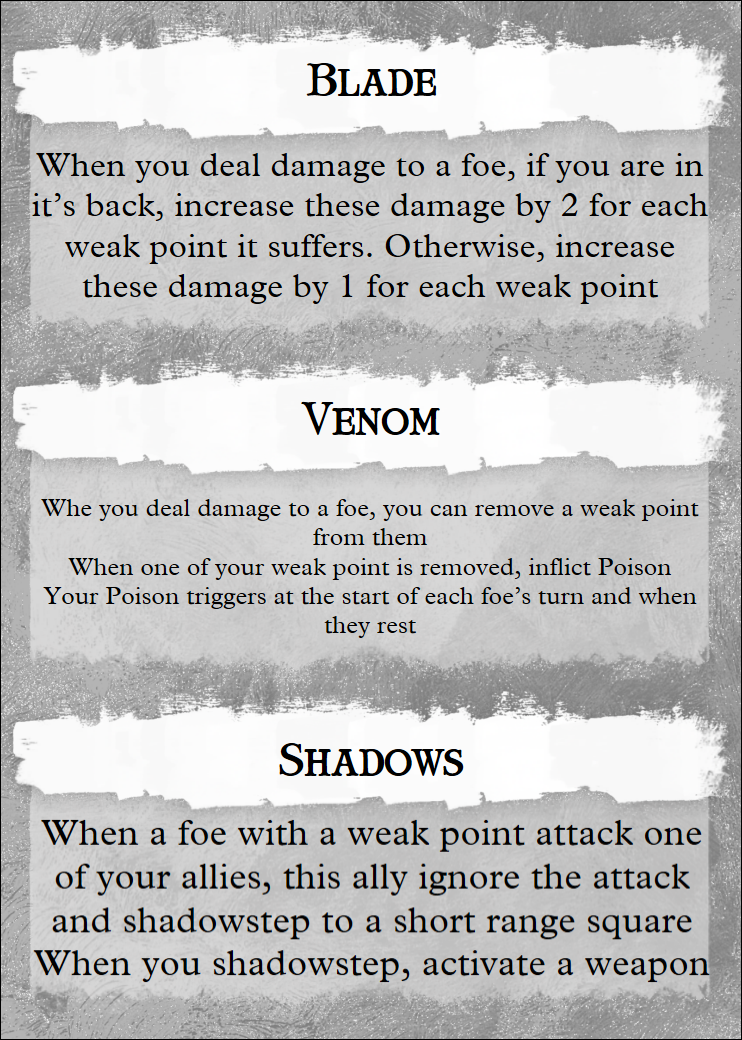 Blade
When you deal damage to a foe, if you are in
it’s back, increase these damage by 2 for each
weak point it suffers. Otherwise, increase
these damage by 1 for each weak point
Venom
Whe you deal damage to a foe, you can remove a weak point
from them
When one of your weak point is removed, inflict Poison
Your Poison triggers at the start of each foe’s turn and when
they rest
Shadows
When a foe with a weak point attack one
of your allies, this ally ignore the attack
and shadowstep to a short range square
When you shadowstep, activate a weapon